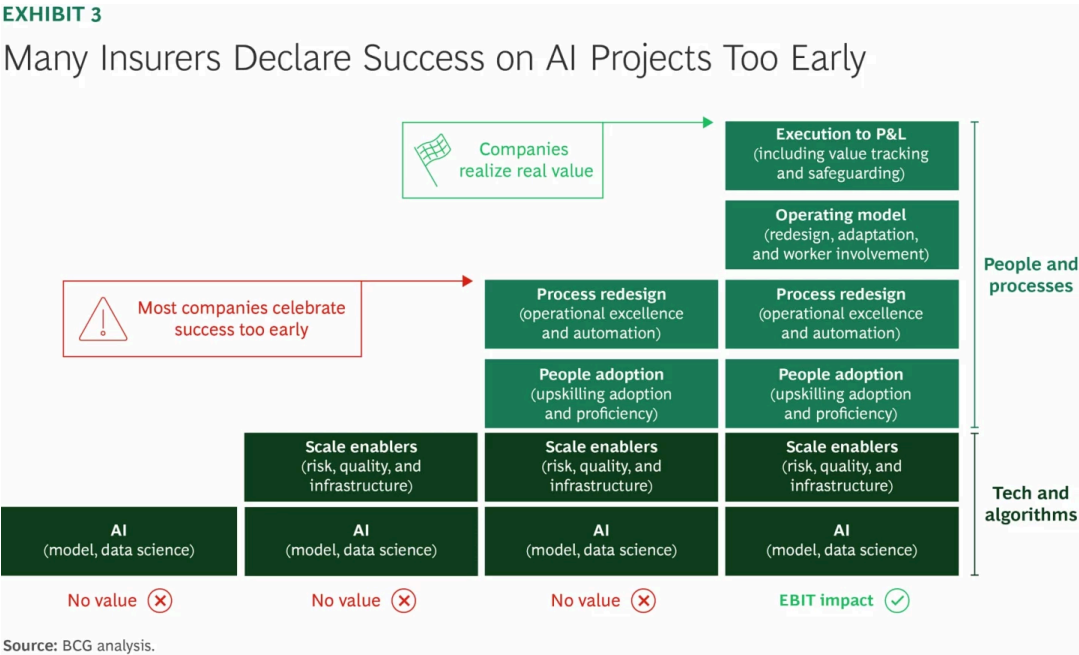 EXHIBIT 3
Many Insurers Declare Success on AI Projects Too Early
Companies
realize real value
Execution to P&L
(including value tracking
and safeguarding)
Operating model
(redesign, adaptation,
and worker involvement)
People and
processes
Most companies celebrate
success too early
Process redesign
(operational excellence
and automation)
Process redesign
(operational excellence
and automation)
People adoption
(upskilling adoption
and proficiency)
People adoption
(upskilling adoption
and proficiency)
Scale enablers
(risk, quality, and
infrastructure)
Scale enablers
(risk, quality, and
infrastructure)
Scale enablers
(risk, quality, and
infrastructure)
Tech and
algorithms
AI
(model, data science)
AI
(model, data science)
AI
(model, data science)
AI
(model, data science)
No value
No value
No value
EBIT impact
Source: BCG analysis.